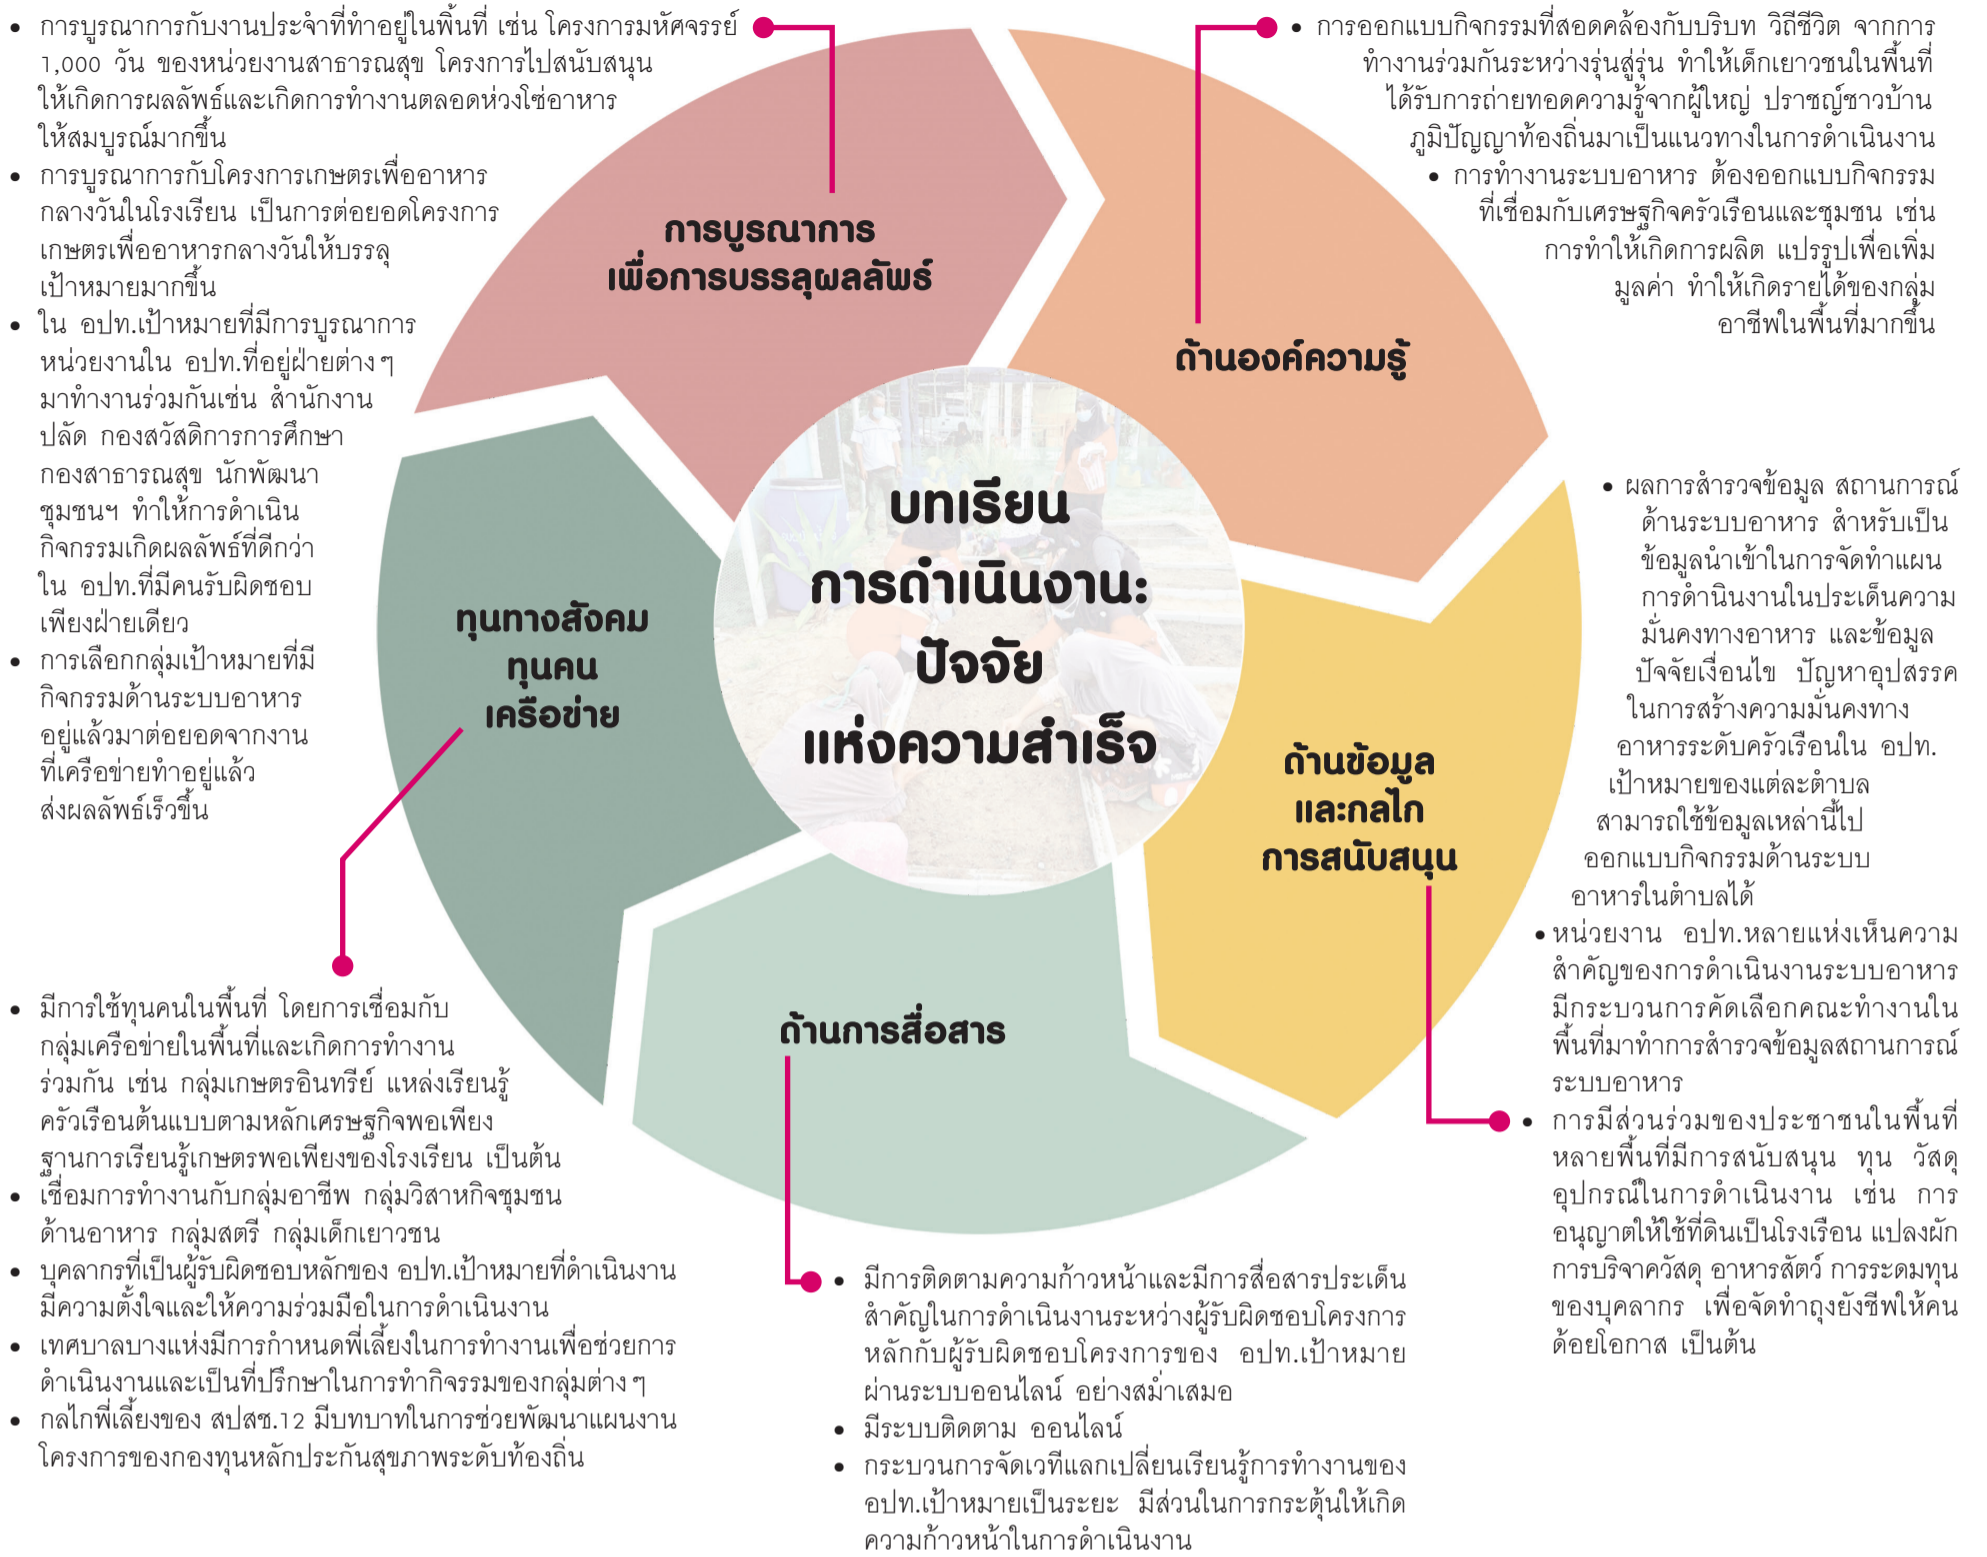 • การบูรณาการกับงานประจำที่ทำอยู่ในพื้นที่ เช่น โครงการมหัศจรรย์
1,000 วัน ของหน่วยงานสาธารณสุข โครงการไปสนับสนุน
ให้เกิดการผลลัพธ์และเกิดการทำงานตลอดห่วงโซ่อาหาร
ให้สมบูรณ์มากขึ้น
• การบูรณาการกับโครงการเกษตรเพื่ออาหาร
กลางวันในโรงเรียน เป็นการต่อยอดโครงการ
เกษตรเพื่ออาหารกลางวันให้บรรลุ
เป้าหมายมากขึ้น
• ใน อปท.เป้าหมายที่มีการบูรณาการ
หน่วยงานใน อปท.ที่อยู่ฝ่ายต่างๆ
มาทำงานร่วมกันเช่น สำนักงาน
ปลัด กองสวัสดิการการศึกษา
กองสาธารณสุข นักพัฒนา
ชุมชนฯ ทำให้การดำเนิน
กิจกรรมเกิดผลลัพธ์ที่ดีกว่า
ใน อปท.ที่มีคนรับผิดชอบ
เพียงฝ่ายเดียว
• การเลือกกลุ่มเป้าหมายที่มี
กิจกรรมด้านระบบอาหาร
อยู่แล้วมาต่อยอดจากงาน
ที่เครือข่ายทำอยู่แล้ว
ส่งผลลัพธ์เร็วขึ้น
การบูรณาการ
เพื่อการบรรลุผลลัพธ์
• การออกแบบกิจกรรมที่สอดคล้องกับบริบท วิถีชีวิต จากการ
ทำงานร่วมกันระหว่างรุ่นสู่รุ่น ทำให้เด็กเยาวชนในพื้นที่
ได้รับการถ่ายทอดความรู้จากผู้ใหญ่ ปราชญ์ชาวบ้าน
ภูมิปัญญาท้องถิ่นมาเป็นแนวทางในการดำเนินงาน
• การทำงานระบบอาหาร ต้องออกแบบกิจกรรม
ที่เชื่อมกับเศรษฐกิจครัวเรือนและชุมชน เช่น
การทำให้เกิดการผลิต แปรรูปเพื่อเพิ่ม
มูลค่า ทำให้เกิดรายได้ของกลุ่ม
อาชีพในพื้นที่มากขึ้น
ด้านองค์ความรู้
บทเรียน
การดำเนินงาน:
ปัจจัย
แห่งความสำเร็จ
ทุนทางสังคม
ทุนคน
เครือข่าย
ด้านข้อมูล
และกลไก
การสนับสนุน
• ผลการสำรวจข้อมูล สถานการณ์
ด้านระบบอาหาร สำหรับเป็น
ข้อมูลนำเข้าในการจัดทำแผน
การดำนินงานในประเด็นความ
มั่นคงทางอาหาร และข้อมูล
ปัจจัยเงื่อนไข ปัญหาอุปสรรค
ในการสร้างความมั่นคงทาง
อาหารระดับครัวเรือนใน อปท.
เป้าหมายของแต่ละตำบล
สามารถใช้ข้อมูลเหล่านี้ไป
ออกแบบกิจกรรมด้านระบบ
อาหารในตำบลได้
• หน่วยงาน อปท.หลายแห่งเห็นความ
สำคัญของการดำเนินงานระบบอาหาร
มีกระบวนการคัดเลือกคณะทำงานใน
พื้นที่มาทำการสำรวจข้อมูลสถานการณ์
ระบบอาหาร
• การมีส่วนร่วมของประชาชนในพื้นที่
หลายพื้นที่มีการสนับสนุน ทุน วัสดุ
อุปกรณ์ในการดำเนินงาน เช่น การ
อนุญาตให้ใช้ที่ดินเป็นโรงเรือน แปลงผัก
การบริจาควัสดุ อาหารสัตว์ การระดมทุน
ของบุคลากร เพื่อจัดทำถุงยังชีพให้คน
ด้อยโอกาส เป็นต้น
ด้านการสื่อสาร
• มีการใช้ทุนคนในพื้นที่ โดยการเชื่อมกับ
กลุ่มเครือข่ายในพื้นที่และเกิดการทำงาน
ร่วมกัน เช่น กลุ่มเกษตรอินทรีย์ แหล่งเรียนรู้
ครัวเรือนต้นแบบตามหลักเศรษฐกิจพอเพียง
ฐานการเรียนรู้เกษตรพอเพียงของโรงเรียน เป็นต้น
• เชื่อมการทำงานกับกลุ่มอาชีพ กลุ่มวิสาหกิจชุมชน
ด้านอาหาร กลุ่มสตรี กลุ่มเด็กเยาวชน
• บุคลากรที่เป็นผู้รับผิดชอบหลักของ อปท.เป้าหมายที่ดำเนินงาน
มีความตั้งใจและให้ความร่วมมือในการดำเนินงาน
• เทศบาลบางแห่งมีการกำหนดพี่เลี้ยงในการทำงานเพื่อช่วยการ
ดำเนินงานและเป็นที่ปรึกษาในการทำกิจรรมของกลุ่มต่างๆ
• กลไกพี่เลี้ยงของ สปสช.12 มีบทบาทในการช่วยพัฒนาแผนงาน
โครงการของกองทุนหลักประกันสุขภาพระดับท้องถิ่น
• มีการติดตามความก้าวหน้าและมีการสื่อสารประเด็น
สำคัญในการดำเนินงานระหว่างผู้รับผิดชอบโครงการ
หลักกับผู้รับผิดชอบโครงการของ อปท.เป้าหมาย
ผ่านระบบออนไลน์ อย่างสม่ำเสมอ
• มีระบบติดตาม ออนไลน์
• กระบวนการจัดเวทีแลกเปลี่ยนเรียนรู้การทำงานของ
อปท.เป้าหมายเป็นระยะ มีส่วนในการกระตุ้นให้เกิด
ความก้าวหน้าในการดำเนินงาน